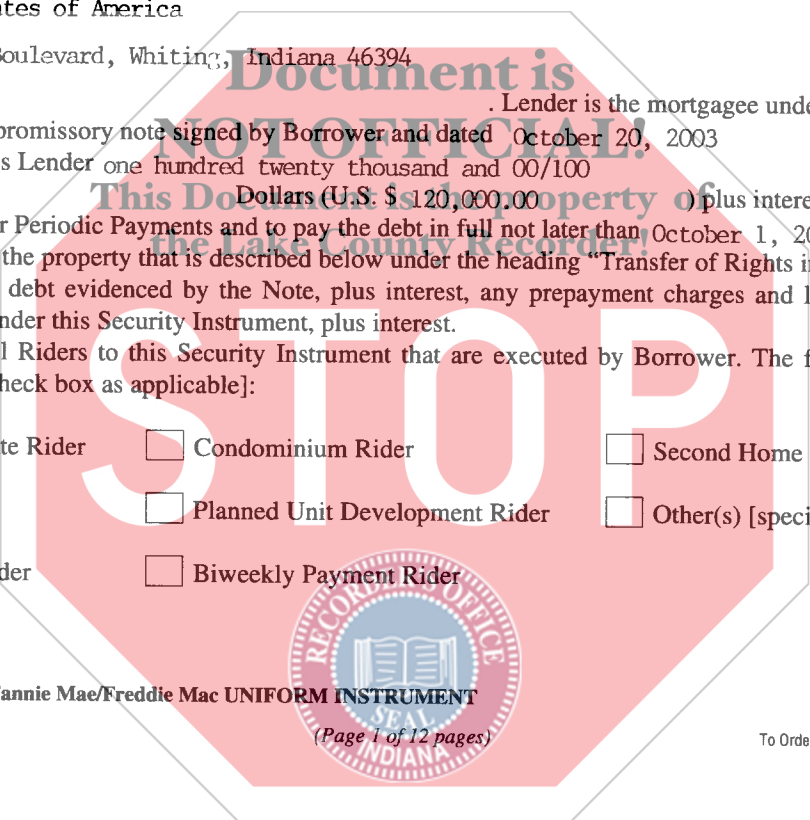 ates of America
Boulevard, Whiting, Indiana 46394
Document is
. Lender is the mortgagee unde
promissory note signed by Borrower and dated October 20, 2003
NOT OFFICIAL!
s Lender one hundred twenty thousand and 00/100
This Document is the property of
Dollars (U.S. $ 120,000.00 ) plus intere
r Periodic Payments and to pay the debt in full not later than October 1, 20
the Lake County Recorder!
the property that is described below under the heading “Transfer of Rights i
debt evidenced by the Note, plus interest, any prepayment charges and l
nder this Security Instrument, plus interest.
l Riders to this Security Instrument that are executed by Borrower. The f
heck box as applicable]:
STOP
te Rider Condominium Rider Second Home
Planned Unit Development Rider Other(s) [speci
der Biweekly Payment Rider
RECORDER'S OFFICE
SEAL
INDIANA
annie Mae/Freddie Mac UNIFORM INSTRUMENT
(Page 1 of 12 pages)
To Orde